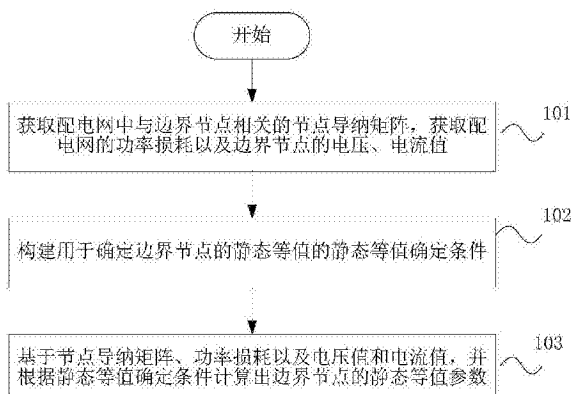 开始
获取配电网中与边界节点相关的节点导纳矩阵，获取配
电网的功率损耗以及边界节点的电压、电流值
101
构建用于确定边界节点的静态等值的静态等值确定条件
102
基于节点导纳矩阵、功率损耗以及电压值和电流值，并
根据静态等值确定条件计算出边界节点的静态等值参数
103